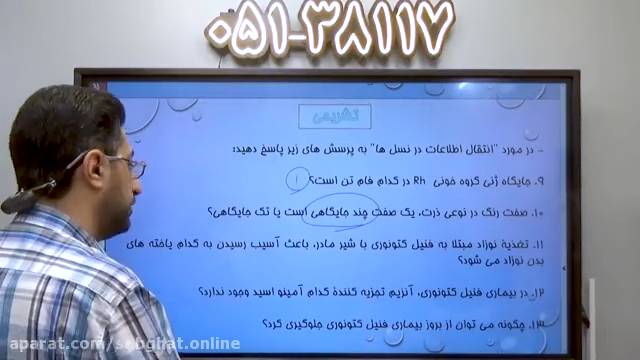 ۰۵۱-۳۸۱۱۷
تشریحی
- در مورد "انتقال اطلاعات در نسل ها" به پرسش های زیر پاسخ دهید:
۹. جایگاه ژنی گروه خونی Rh در کدام فام تن است؟ ۱
۱۰. صفت رنگ در نوعی ذرت، یک صفت چند جایگاهی است یا تک جایگاهی؟
۱۱. تغذیهٔ نوزاد مبتلا به فنیل کتونوری با شیر مادر، باعث آسیب رسیدن به کدام یاخته های
بدن نوزاد می شود؟
۱۲. در بیماری فنیل کتونوری، آنزیم تجزیه کنندهٔ کدام آمینو اسید وجود ندارد؟
۱۳. چگونه می توان از بروز بیماری فنیل کتونوری جلوگیری کرد؟
aparat.com/sebghat.online